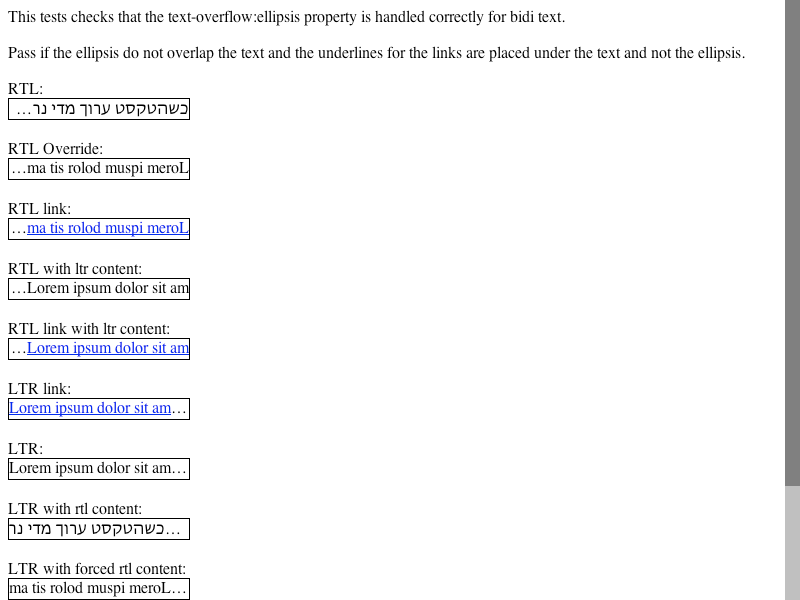 This tests checks that the text-overflow:ellipsis property is handled correctly for bidi text.
Pass if the ellipsis do not overlap the text and the underlines for the links are placed under the text and not the ellipsis.
RTL:
כשהטקסט ערוך מדי נר…
RTL Override:
…ma tis rolod muspi meroL
RTL link:
…ma tis rolod muspi meroL
RTL with ltr content:
…Lorem ipsum dolor sit am
RTL link with ltr content:
…Lorem ipsum dolor sit am
LTR link:
Lorem ipsum dolor sit am…
LTR:
Lorem ipsum dolor sit am…
LTR with rtl content:
כשהטקסט ערוך מדי נר…
LTR with forced rtl content:
ma tis rolod muspi meroL…